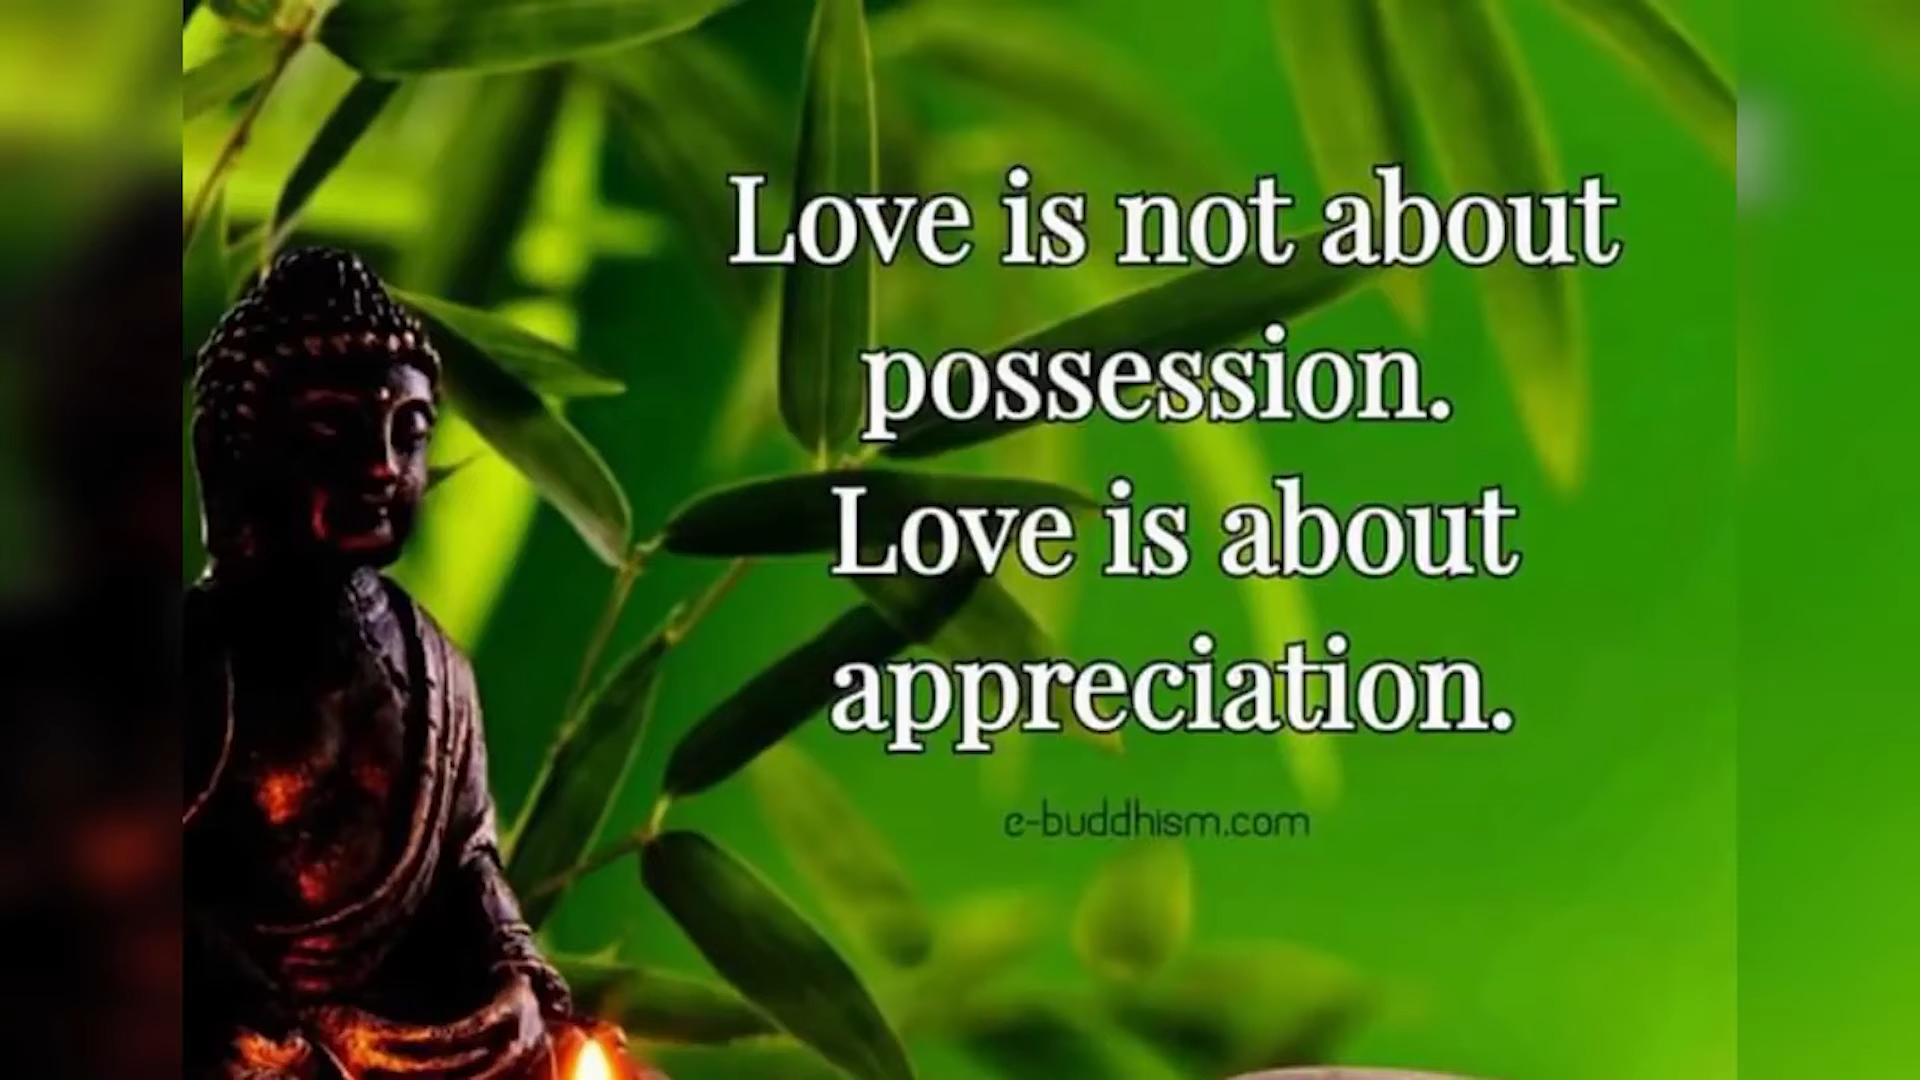 Love is not about
possession.
Love is about
appreciation.
e-buddhism.com